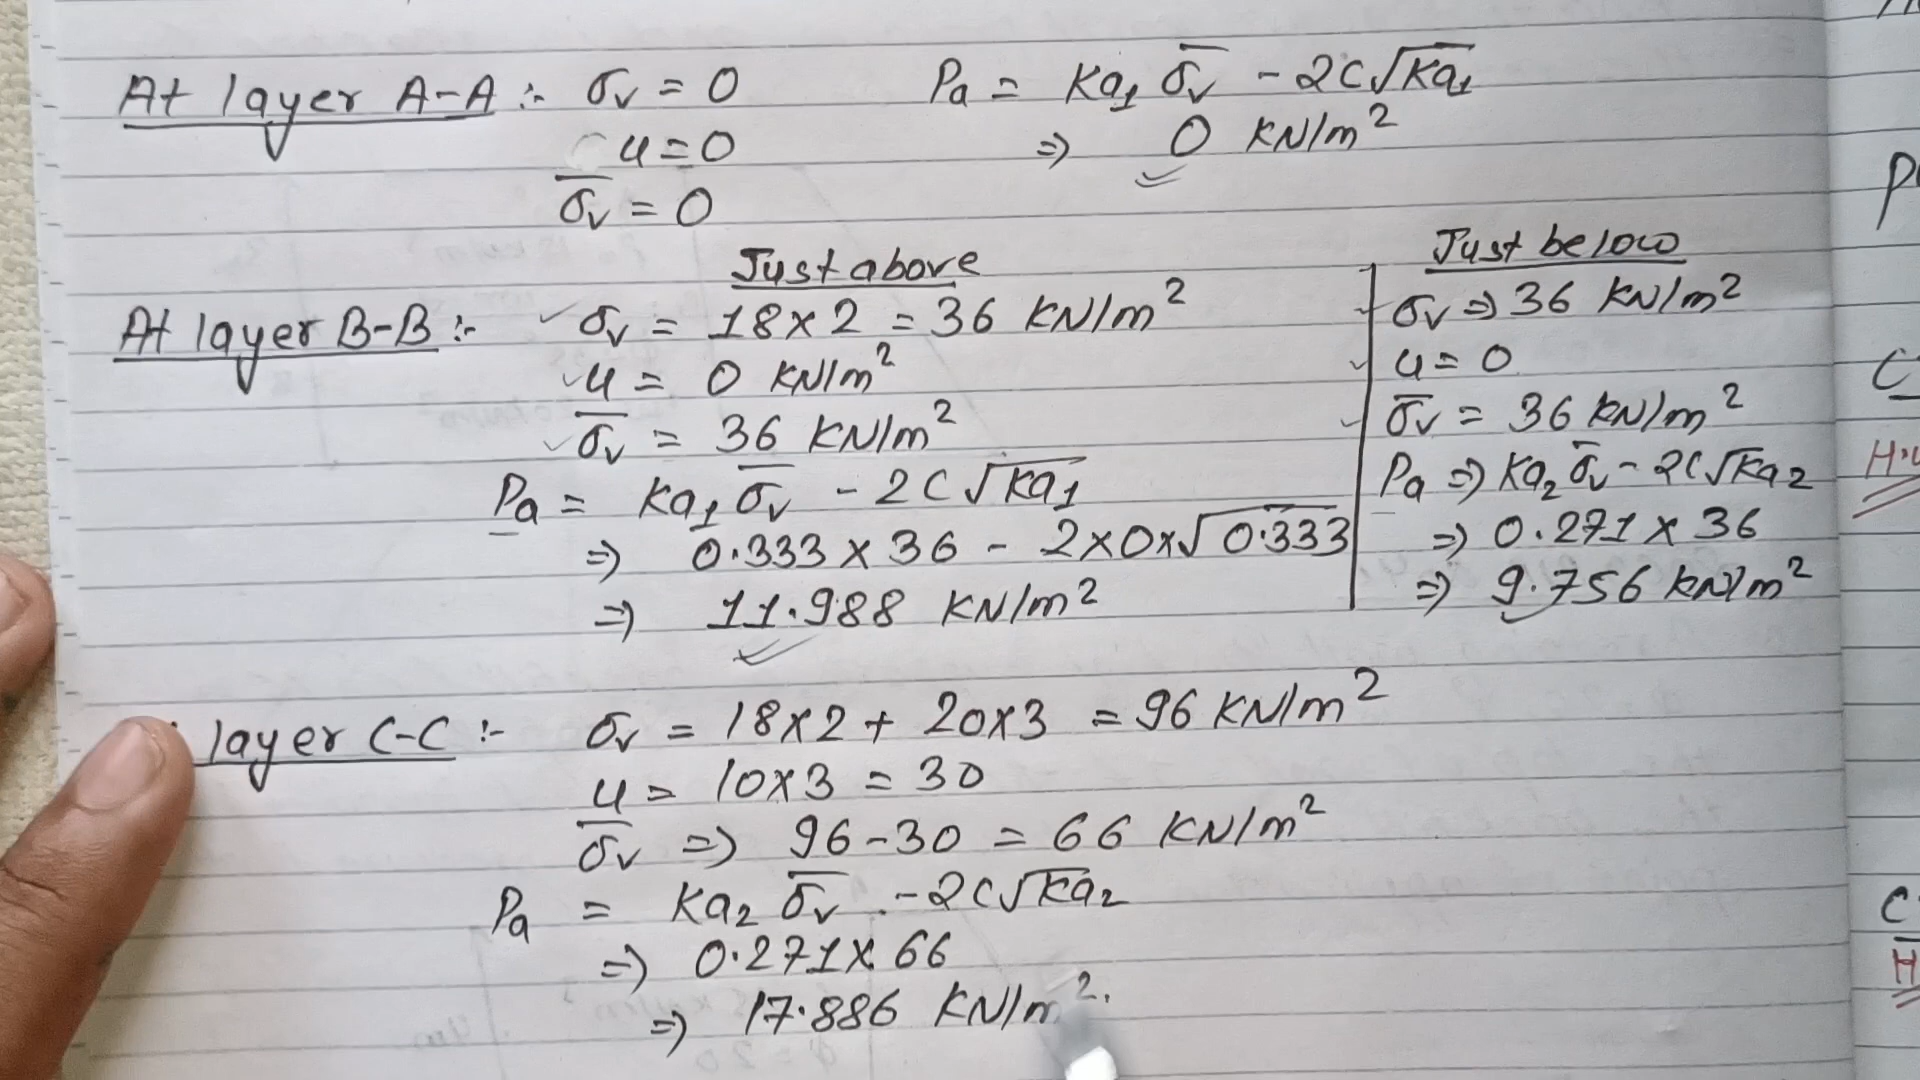 At layer A-A :- σv = 0
u = 0
σ̅v = 0
Pa = Ka1 σ̅v - 2C√Ka1
⇒ 0 KN/m²
At layer B-B :-
Just above
σv = 18×2 = 36 KN/m²
u = 0 KN/m²
σ̅v = 36 KN/m²
Pa = Ka1 σ̅v - 2C√Ka1
⇒ 0.333 × 36 - 2×0×√0.333
⇒ 11.988 KN/m²
Just below
σv ⇒ 36 KN/m²
u = 0
σ̅v = 36 KN/m²
Pa ⇒ Ka2 σ̅v - 2C√Ka2
⇒ 0.271 × 36
⇒ 9.756 KN/m²
layer C-C :- σv = 18×2 + 20×3 = 96 KN/m²
u = 10×3 = 30
σ̅v ⇒ 96-30 = 66 KN/m²
Pa = Ka2 σ̅v - 2C√Ka2
⇒ 0.271× 66
⇒ 17.886 KN/m².